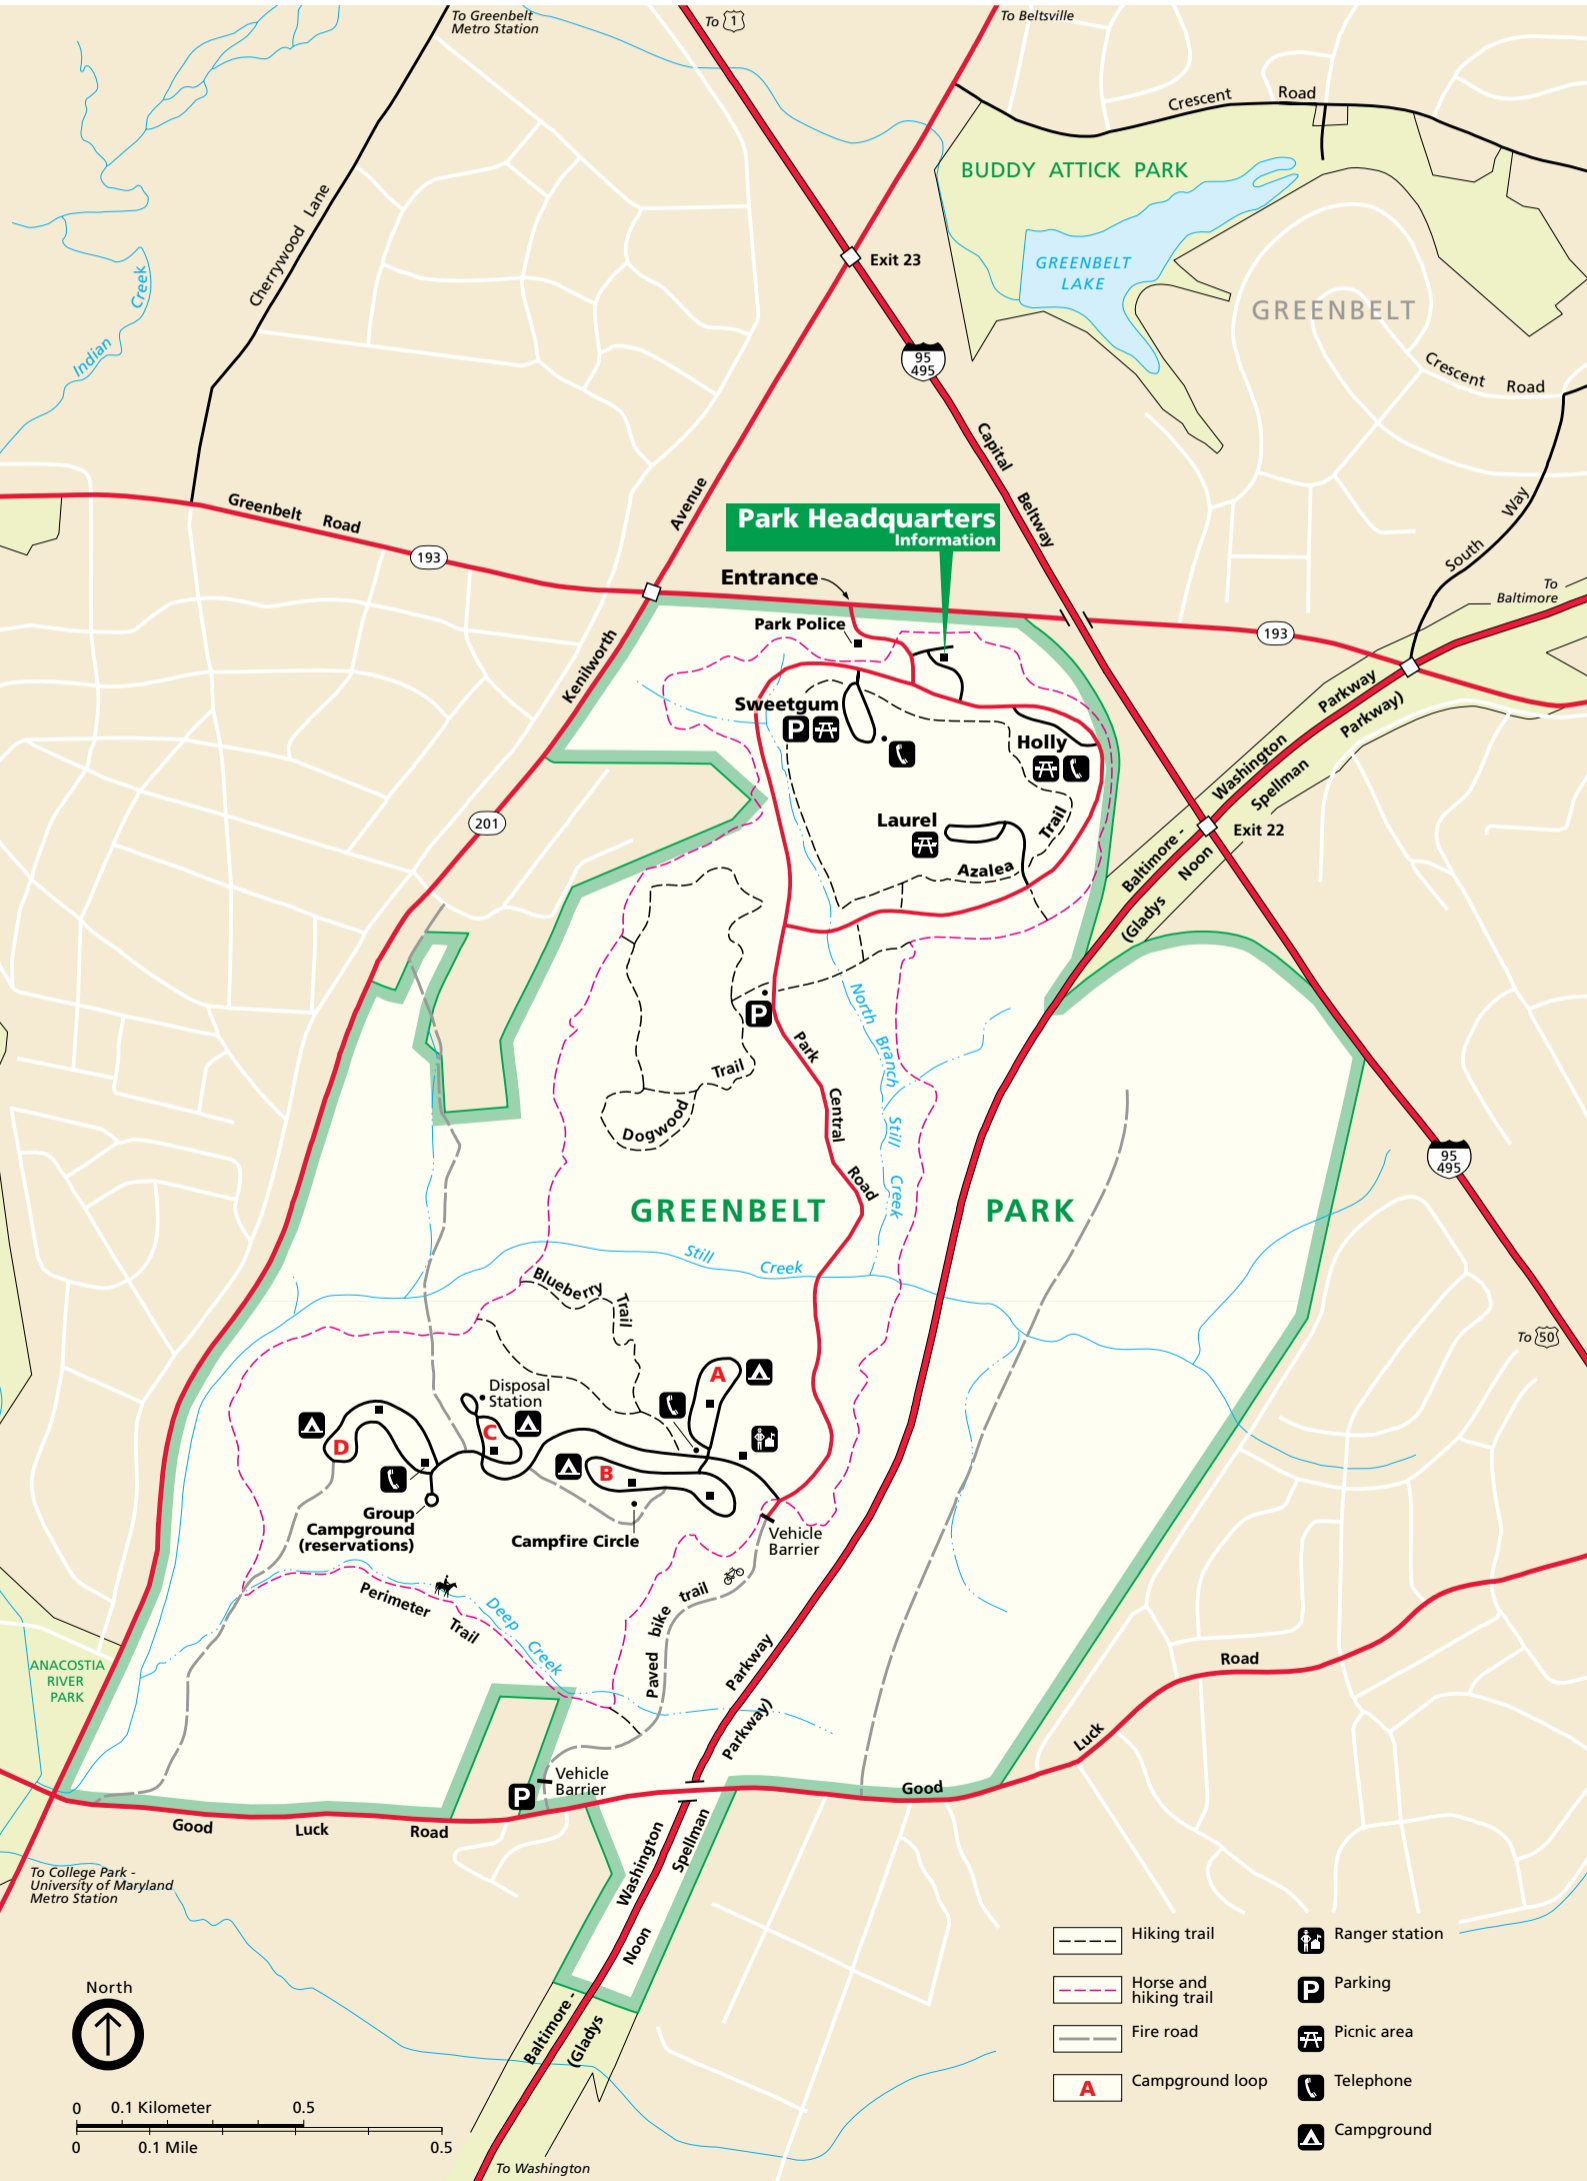 To Greenbelt
Metro Station
To 1
To Beltsville
Crescent Road
BUDDY ATTICK PARK
Cherrywood Lane
Indian Creek
Exit 23
GREENBELT
LAKE
GREENBELT
95
495
Crescent Road
Capital Beltway
Greenbelt Road
193
Avenue
Park Headquarters
Information
South Way
Entrance
To
Baltimore
Park Police
193
Kenilworth
Sweetgum
P
Holly
Parkway
Parkway)
Washington
Spellman
201
Laurel
Trail
Azalea
Exit 22
Baltimore -
Noon
(Gladys
P
North Branch Still Creek
Park Central Road
Trail
Dogwood
95
495
GREENBELT PARK
Still Creek
Blueberry Trail
To 50
A
Disposal
Station
C
D
B
Group
Campground
(reservations)
Campfire Circle
Vehicle
Barrier
Perimeter Trail
Deep Creek
Paved bike trail
Parkway
Parkway)
ANACOSTIA
RIVER
PARK
Road
Luck
Good
Vehicle
Barrier
P
Good Luck Road
Washington
Spellman
To College Park -
University of Maryland
Metro Station
Noon
Baltimore -
(Gladys
To Washington
North
0 0.1 Kilometer 0.5
0 0.1 Mile 0.5
Hiking trail
Horse and
hiking trail
Fire road
A Campground loop
Ranger station
P Parking
Picnic area
Telephone
Campground